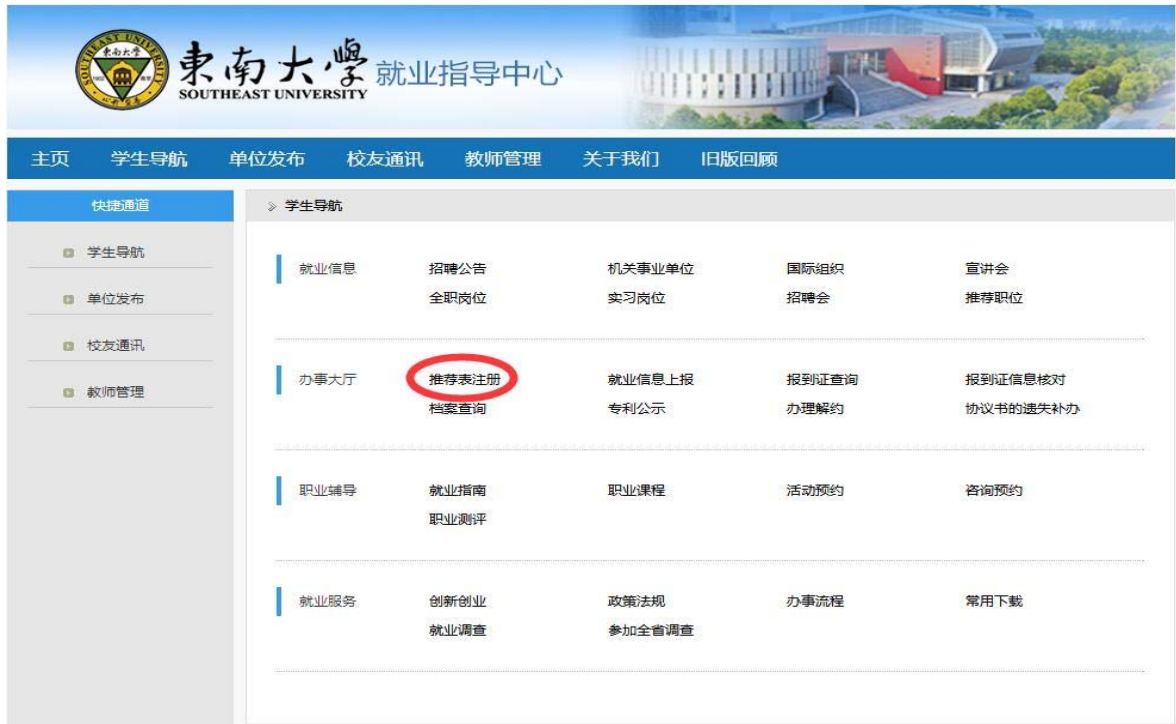 SOUTHEAST UNIVERSITY
東南大學
東南大學 就业指导中心
SOUTHEAST UNIVERSITY
主页 学生导航 单位发布 校友通讯 教师管理 关于我们 旧版回顾
快捷通道
学生导航
单位发布
校友通讯
教师管理
学生导航
就业信息 招聘公告 机关事业单位 国际组织 宣讲会
全职岗位 实习岗位 招聘会 推荐职位
办事大厅 推荐表注册 就业信息上报 报到证查询 报到证信息核对
档案查询 专利公示 办理解约 协议书的遗失补办
职业辅导 就业指南 职业课程 活动预约 咨询预约
职业测评
就业服务 创新创业 政策法规 办事流程 常用下载
就业调查 参加全省调查